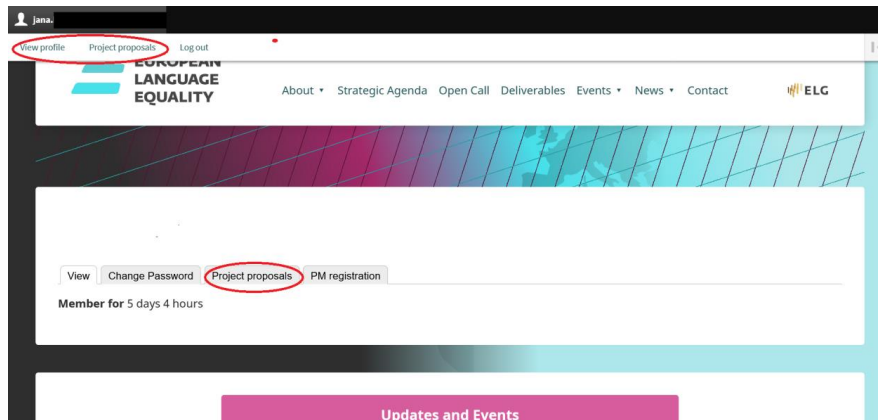 jana.
View profile Project proposals Log out
EUROPEAN
LANGUAGE
EQUALITY
About ▾ Strategic Agenda Open Call Deliverables Events ▾ News ▾ Contact
ELG
View Change Password Project proposals PM registration
Member for 5 days 4 hours
Updates and Events